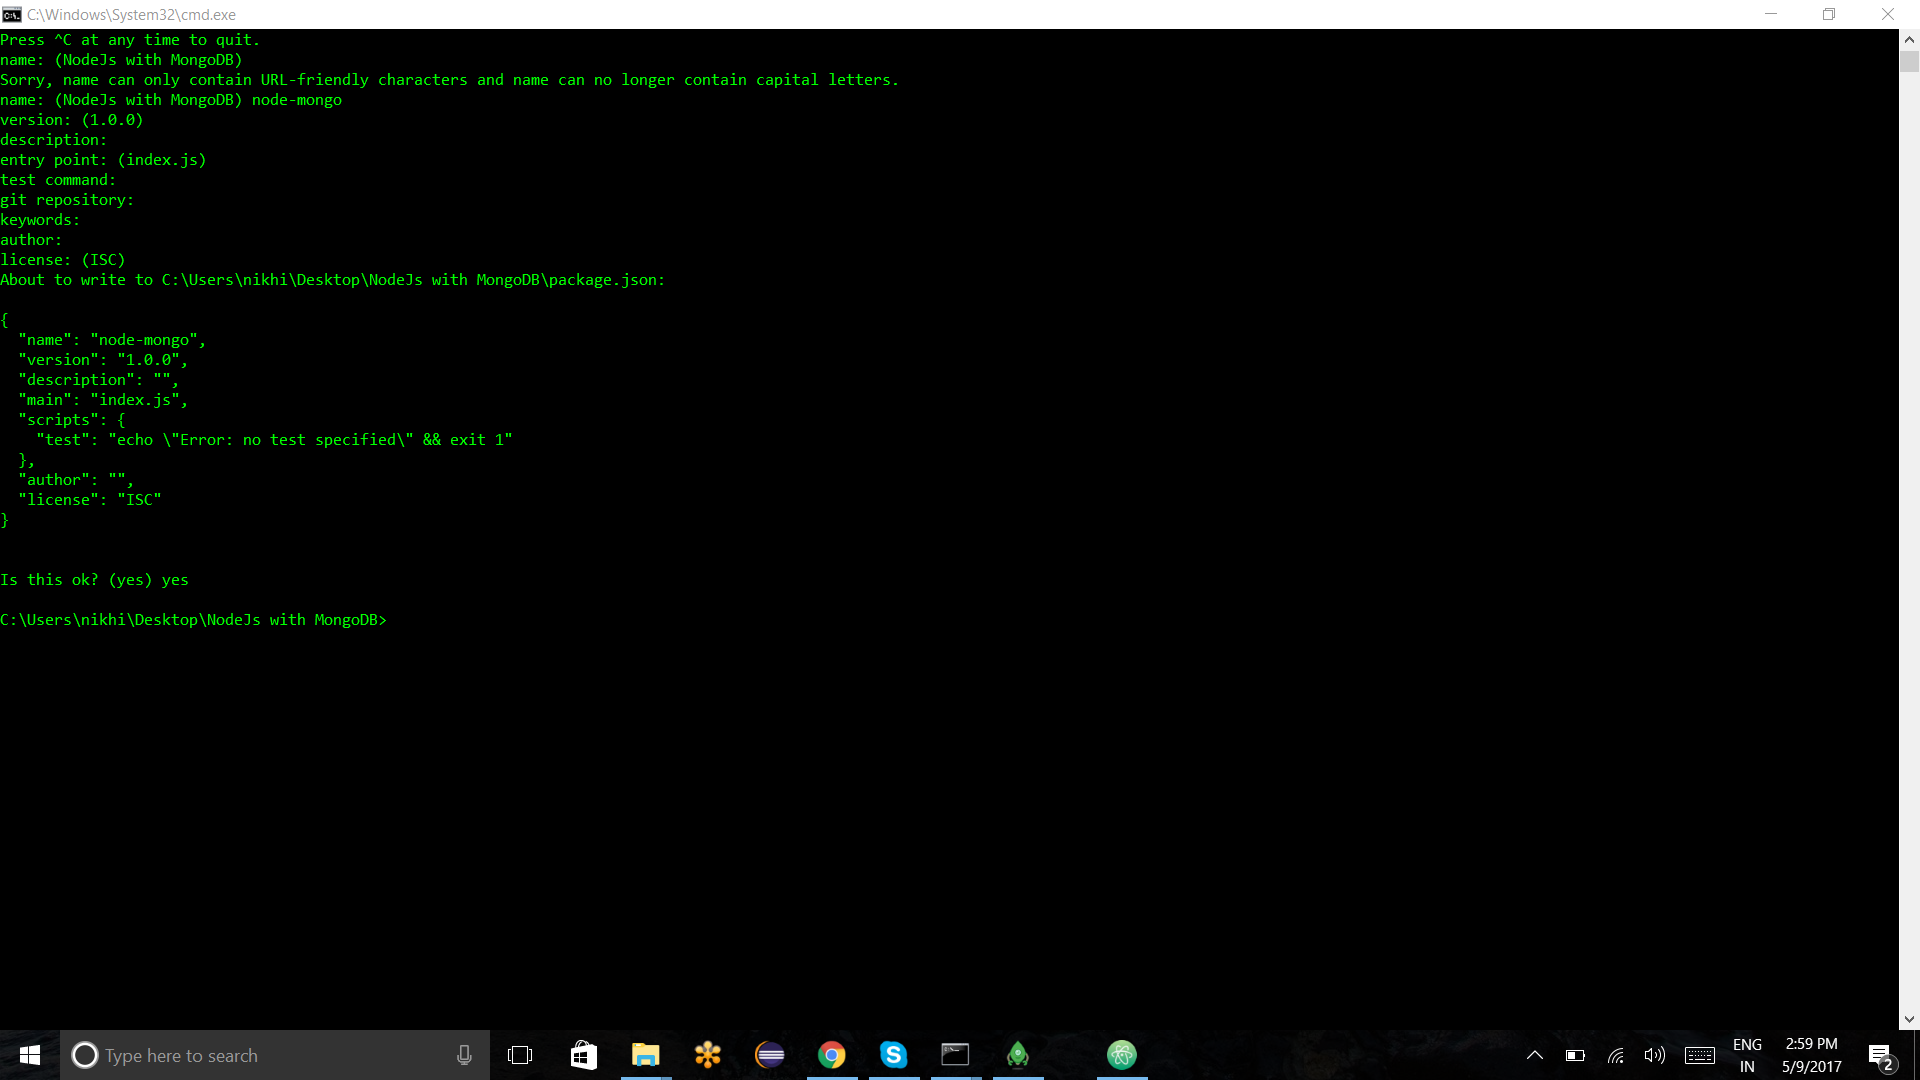 C:\Windows\System32\cmd.exe
Press ^C at any time to quit.
name: (NodeJs with MongoDB)
Sorry, name can only contain URL-friendly characters and name can no longer contain capital letters.
name: (NodeJs with MongoDB) node-mongo
version: (1.0.0)
description:
entry point: (index.js)
test command:
git repository:
keywords:
author:
license: (ISC)
About to write to C:\Users\nikhi\Desktop\NodeJs with MongoDB\package.json:
{
  "name": "node-mongo",
  "version": "1.0.0",
  "description": "",
  "main": "index.js",
  "scripts": {
    "test": "echo \"Error: no test specified\" && exit 1"
  },
  "author": "",
  "license": "ISC"
}
Is this ok? (yes) yes
C:\Users\nikhi\Desktop\NodeJs with MongoDB>
Type here to search
ENG
IN
2:59 PM
5/9/2017
2